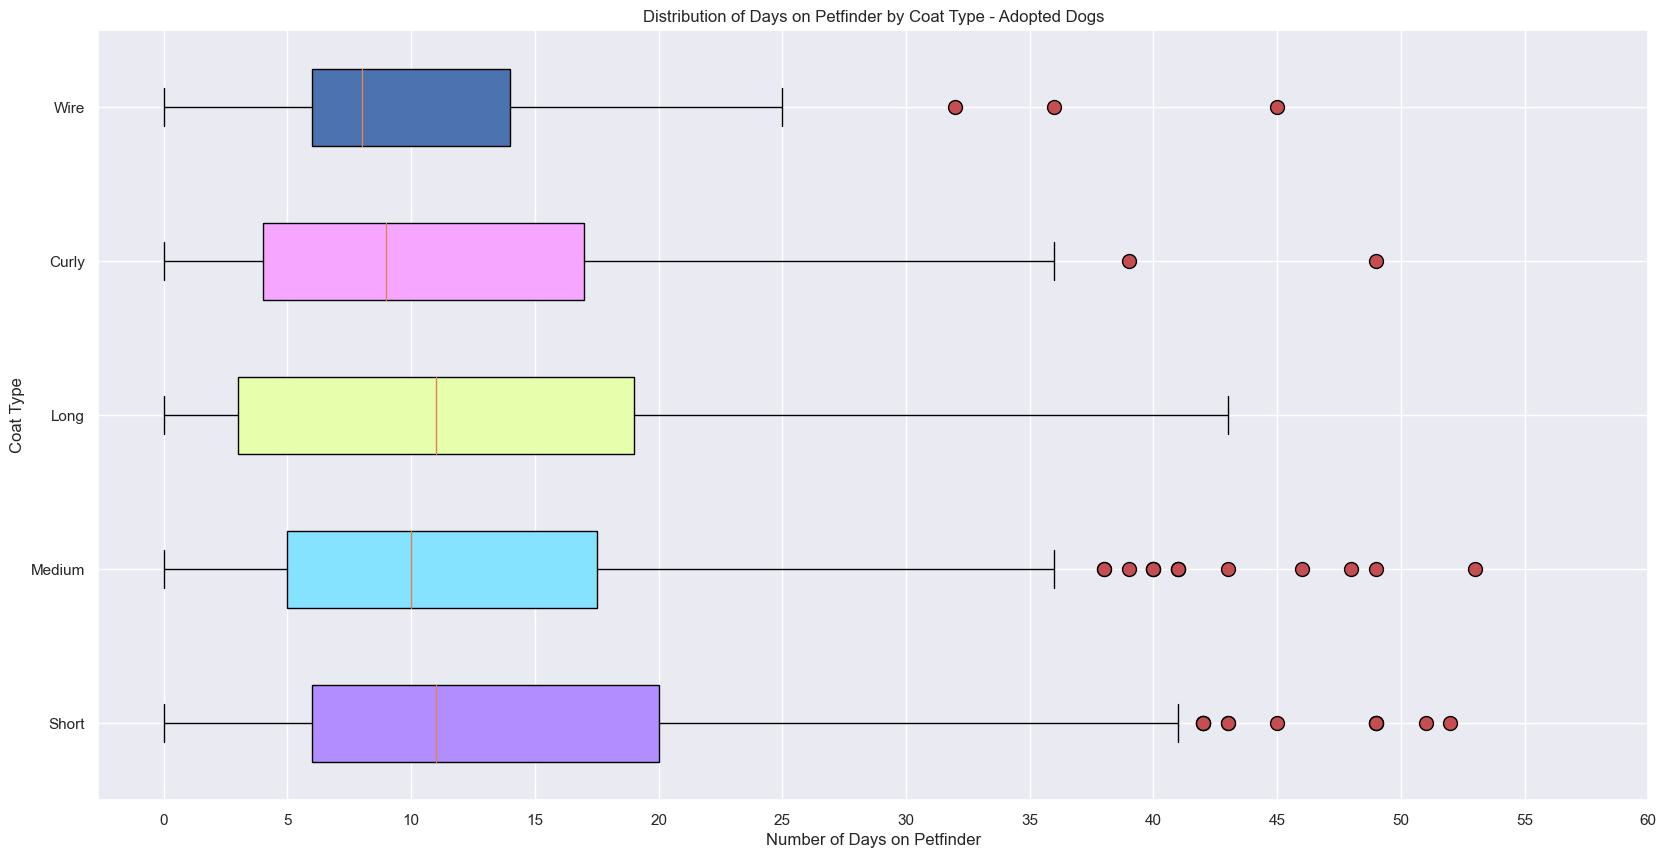 Distribution of Days on Petfinder by Coat Type - Adopted Dogs
Coat Type
Wire
Curly
Long
Medium
Short
0 5 10 15 20 25 30 35 40 45 50 55 60
Number of Days on Petfinder